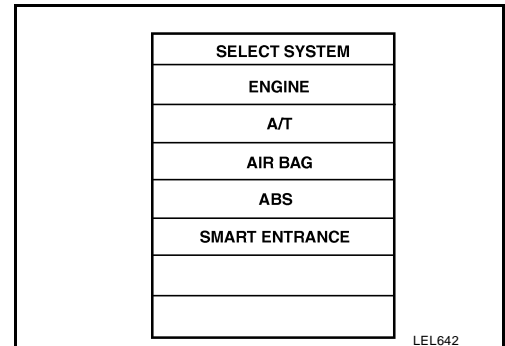 SELECT SYSTEM
ENGINE
A/T
AIR BAG
ABS
SMART ENTRANCE
LEL642